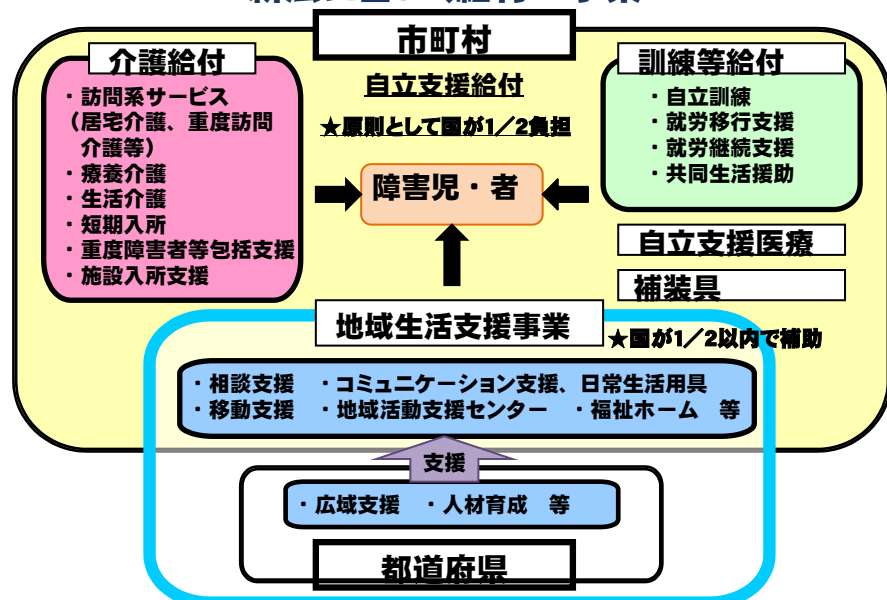 市町村
介護給付
・訪問系サービス
(居宅介護、重度訪問
介護等)
・療養介護
・生活介護
・短期入所
・重度障害者等包括支援
・施設入所支援
自立支援給付
★原則として国が1/2負担
障害児・者
訓練等給付
・自立訓練
・就労移行支援
・就労継続支援
・共同生活援助
自立支援医療
補装具
地域生活支援事業
★国が1/2以内で補助
・相談支援 ・コミュニケーション支援、日常生活用具
・移動支援 ・地域活動支援センター ・福祉ホーム 等
支援
・広域支援 ・人材育成 等
都道府県